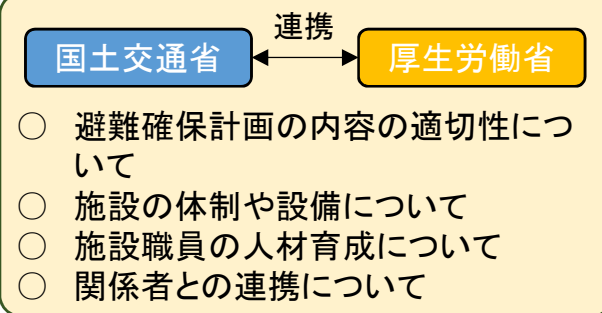 連携
国土交通省 厚生労働省
○ 避難確保計画の内容の適切性につ
いて
○ 施設の体制や設備について
○ 施設職員の人材育成について
○ 関係者との連携について